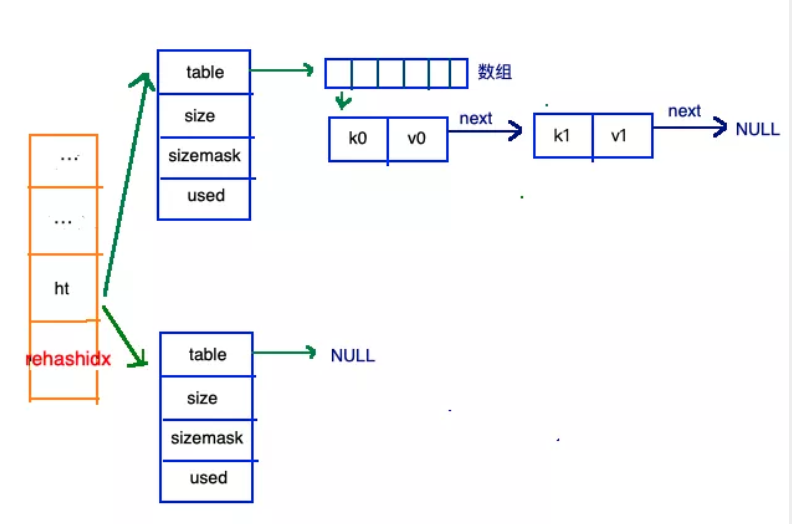 ...
...
ht
rehashidx
table
size
sizemask
used
数组
k0 v0
next
k1 v1
next
NULL
table
size
sizemask
used
NULL